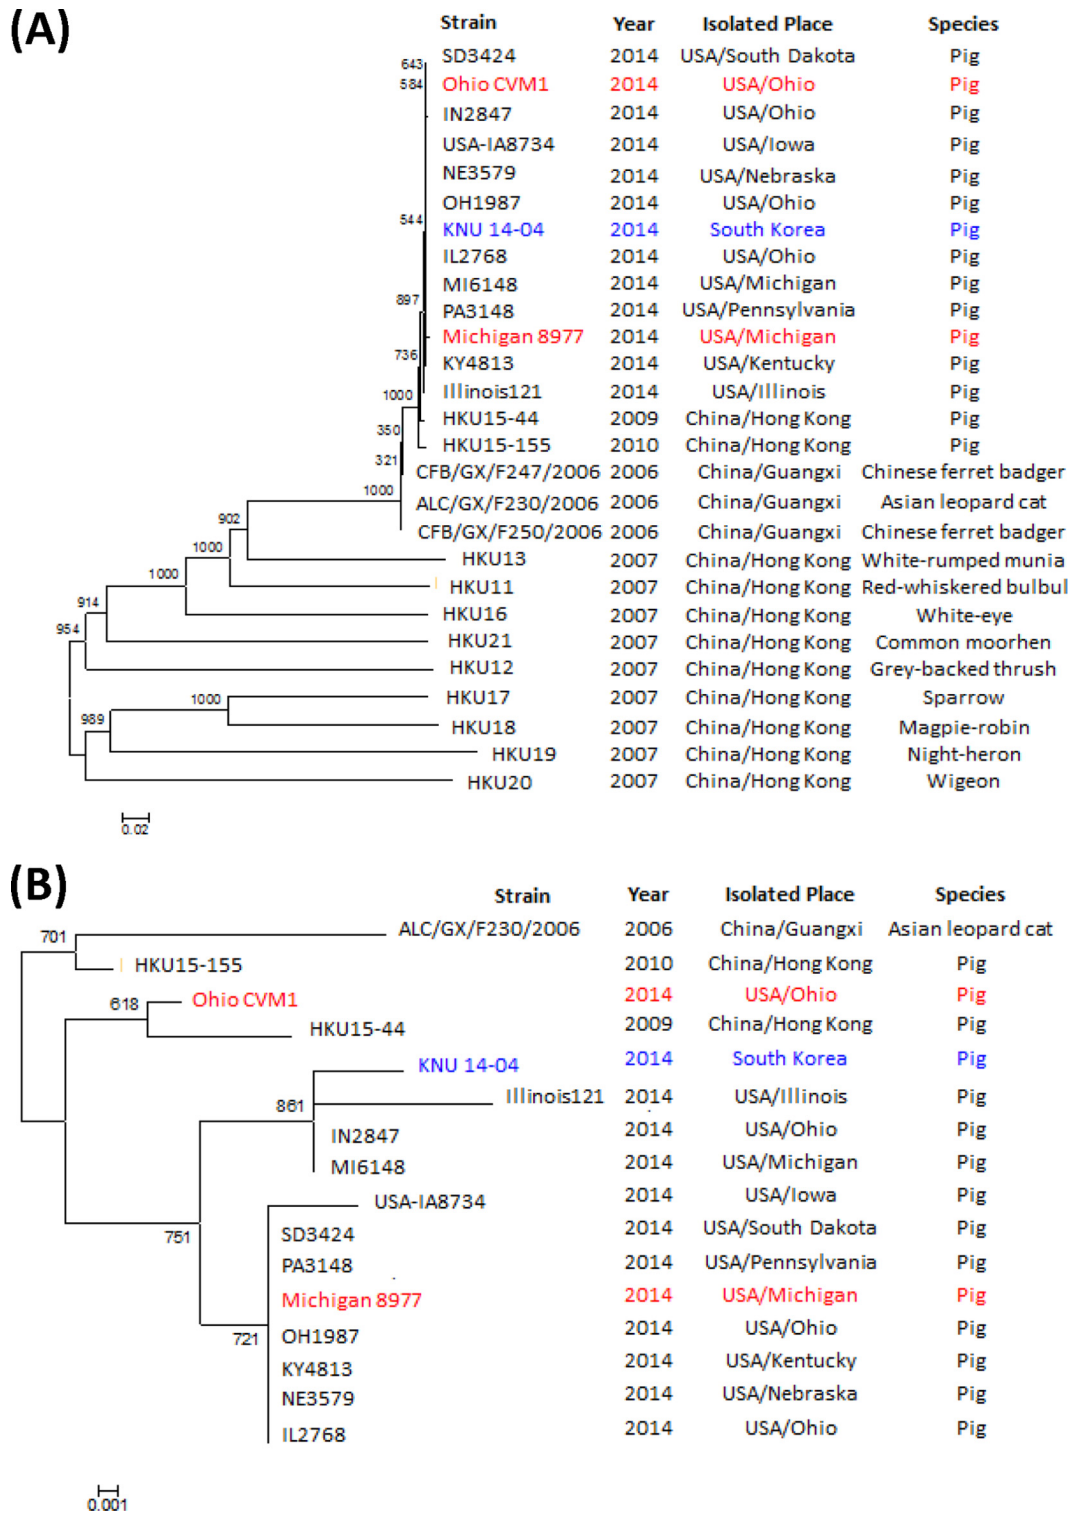 (A)
Strain Year Isolated Place Species
SD3424 2014 USA/South Dakota Pig
643
584 Ohio CVM1 2014 USA/Ohio Pig
IN2847 2014 USA/Ohio Pig
USA-IA8734 2014 USA/Iowa Pig
NE3579 2014 USA/Nebraska Pig
OH1987 2014 USA/Ohio Pig
544
KNU 14-04 2014 South Korea Pig
IL2768 2014 USA/Ohio Pig
MI6148 2014 USA/Michigan Pig
897
PA3148 2014 USA/Pennsylvania Pig
Michigan 8977 2014 USA/Michigan Pig
736
KY4813 2014 USA/Kentucky Pig
1000
Illinois121 2014 USA/Illinois Pig
HKU15-44 2009 China/Hong Kong Pig
350
HKU15-155 2010 China/Hong Kong Pig
321
CFB/GX/F247/2006 2006 China/Guangxi Chinese ferret badger
1000
ALC/GX/F230/2006 2006 China/Guangxi Asian leopard cat
902
CFB/GX/F250/2006 2006 China/Guangxi Chinese ferret badger
1000
HKU13 2007 China/Hong Kong White-rumped munia
1000
HKU11 2007 China/Hong Kong Red-whiskered bulbul
914
HKU16 2007 China/Hong Kong White-eye
954
HKU21 2007 China/Hong Kong Common moorhen
HKU12 2007 China/Hong Kong Grey-backed thrush
1000
HKU17 2007 China/Hong Kong Sparrow
989
HKU18 2007 China/Hong Kong Magpie-robin
HKU19 2007 China/Hong Kong Night-heron
HKU20 2007 China/Hong Kong Wigeon
0.02
(B)
Strain Year Isolated Place Species
701
ALC/GX/F230/2006 2006 China/Guangxi Asian leopard cat
HKU15-155 2010 China/Hong Kong Pig
618 Ohio CVM1 2014 USA/Ohio Pig
HKU15-44 2009 China/Hong Kong Pig
KNU 14-04 2014 South Korea Pig
861
Illinois121 2014 USA/Illinois Pig
IN2847 2014 USA/Ohio Pig
MI6148 2014 USA/Michigan Pig
USA-IA8734 2014 USA/Iowa Pig
751
SD3424 2014 USA/South Dakota Pig
PA3148 2014 USA/Pennsylvania Pig
Michigan 8977 2014 USA/Michigan Pig
721
OH1987 2014 USA/Ohio Pig
KY4813 2014 USA/Kentucky Pig
NE3579 2014 USA/Nebraska Pig
IL2768 2014 USA/Ohio Pig
0.001